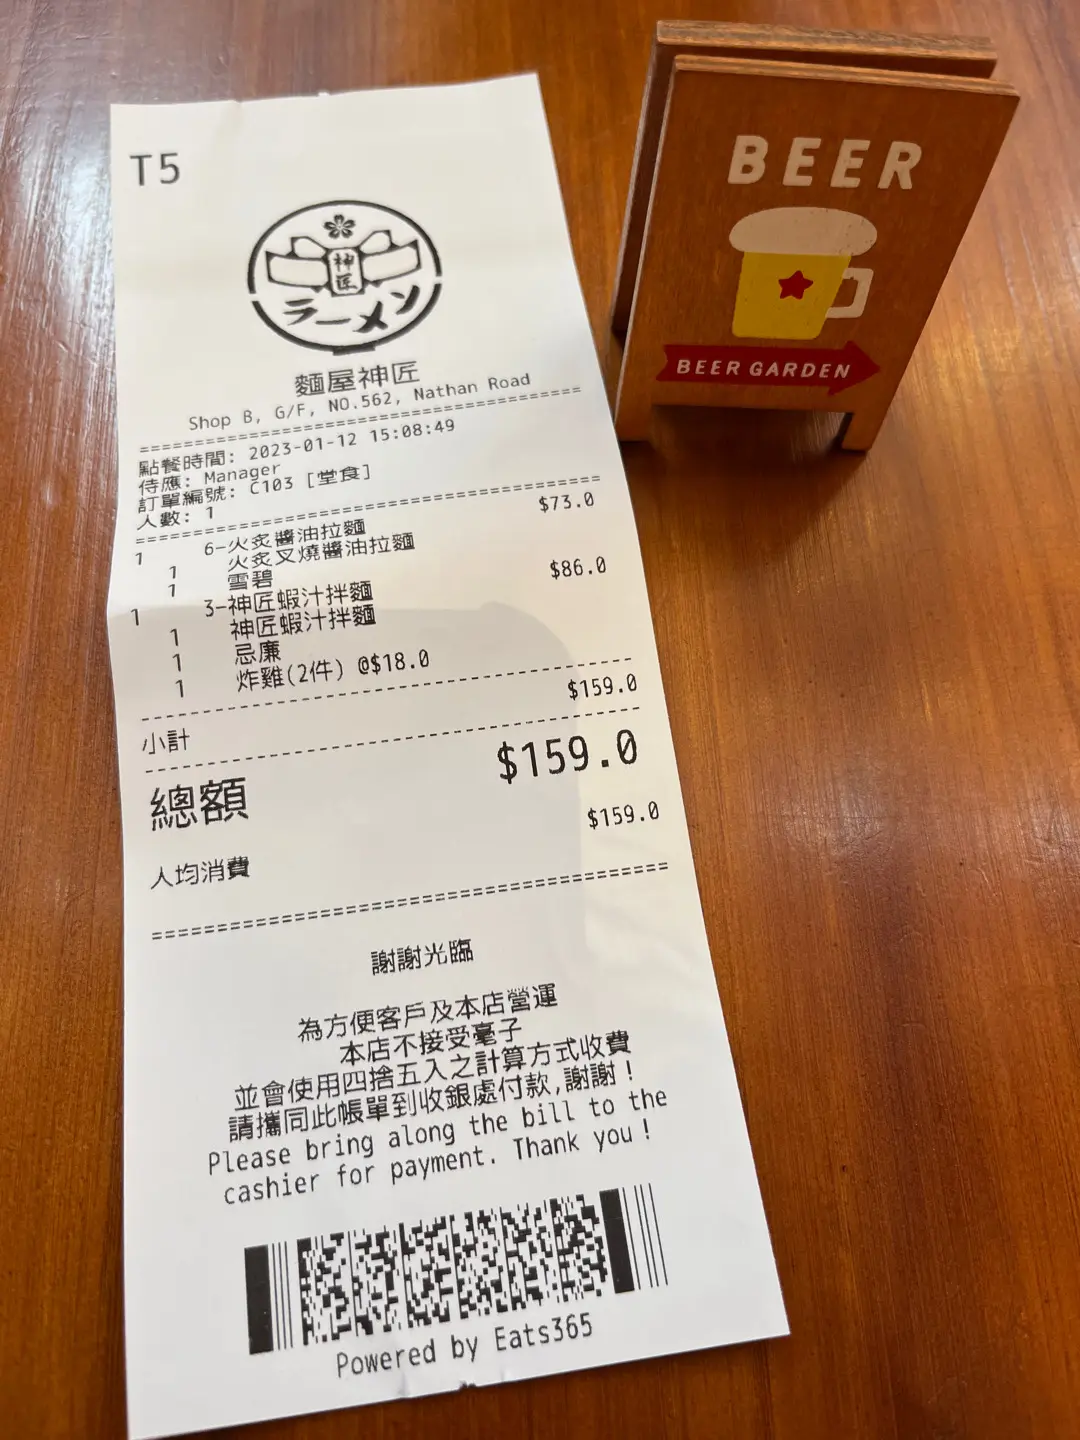 T5
神匠
ラーメン
麵屋神匠
Shop B, G/F, NO.562, Nathan Road
點餐時間: 2023-01-12 15:08:49
侍應: Manager
訂單編號: C103 [堂食]
人數: 1
1 6-火炙醬油拉麵 $73.0
1 火炙叉燒醬油拉麵
1 雪碧
1 3-神匠蝦汁拌麵 $86.0
1 神匠蝦汁拌麵
1 忌廉
1 炸雞(2件) @$18.0
小計 $159.0
總額 $159.0
人均消費 $159.0
謝謝光臨
為方便客戶及本店營運
本店不接受毫子
並會使用四捨五入之計算方式收費
請攜同此帳單到收銀處付款,謝謝！
Please bring along the bill to the
cashier for payment. Thank you！
Powered by Eats365
BEER
BEER GARDEN